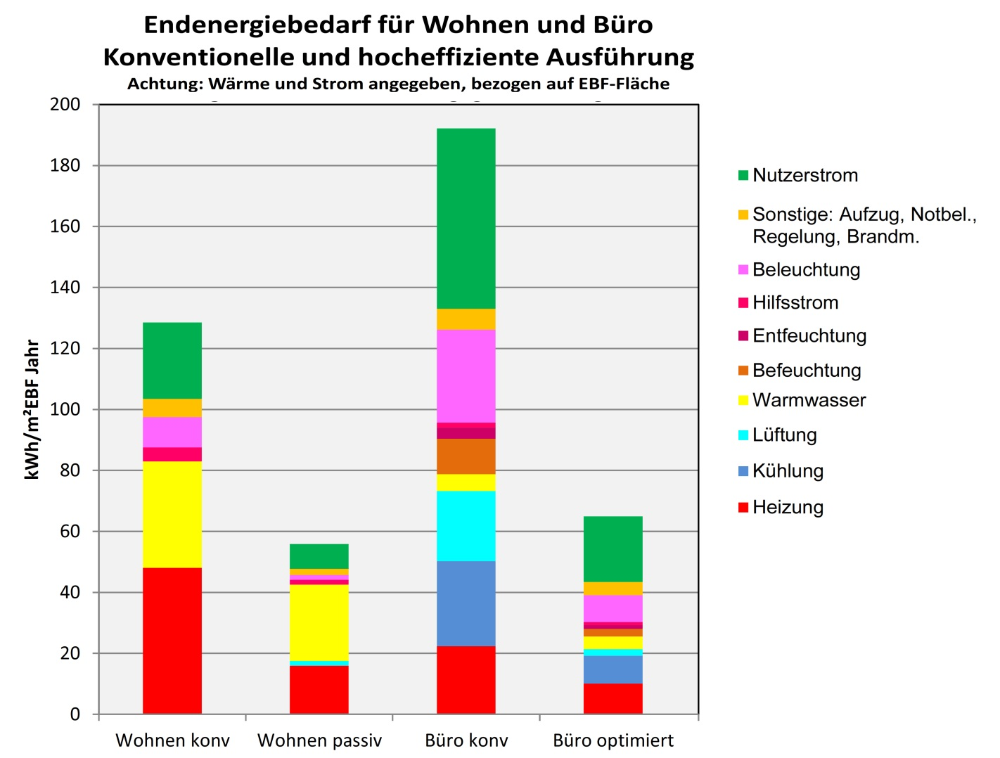 Endenergiebedarf für Wohnen und Büro
Konventionelle und hocheffiziente Ausführung
Achtung: Wärme und Strom angegeben, bezogen auf EBF-Fläche
kWh/m²EBF Jahr
200
180
160
140
120
100
80
60
40
20
0
Wohnen konv
Wohnen passiv
Büro konv
Büro optimiert
Nutzerstrom
Sonstige: Aufzug, Notbel.,
Regelung, Brandm.
Beleuchtung
Hilfsstrom
Entfeuchtung
Befeuchtung
Warmwasser
Lüftung
Kühlung
Heizung